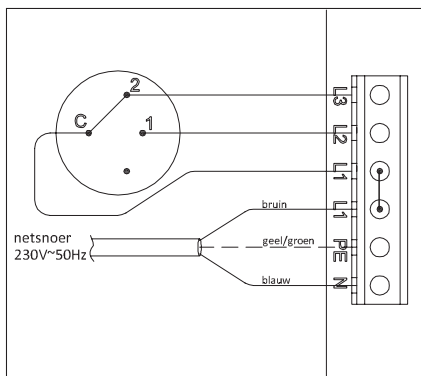 2
C
1
L3
L2
L1
bruin
L1
netsnoer
230V~50Hz
geel/groen
PE
blauw
N